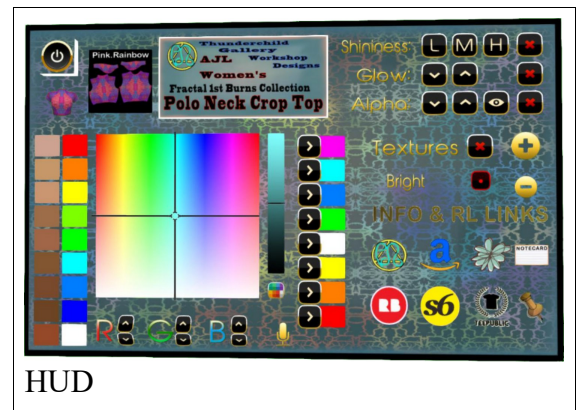 Pink.Rainbow
Thunderchild
Gallery
AJL Workshop
Designs
Women's
Fractal 1st Burns Collection
Polo Neck Crop Top
Shininess: L M H
Glow:
Alpha:
Textures
Bright
INFO & RL LINKS
a
NOTECARD
RB
S6
TEEPUBLIC
R G B
HUD